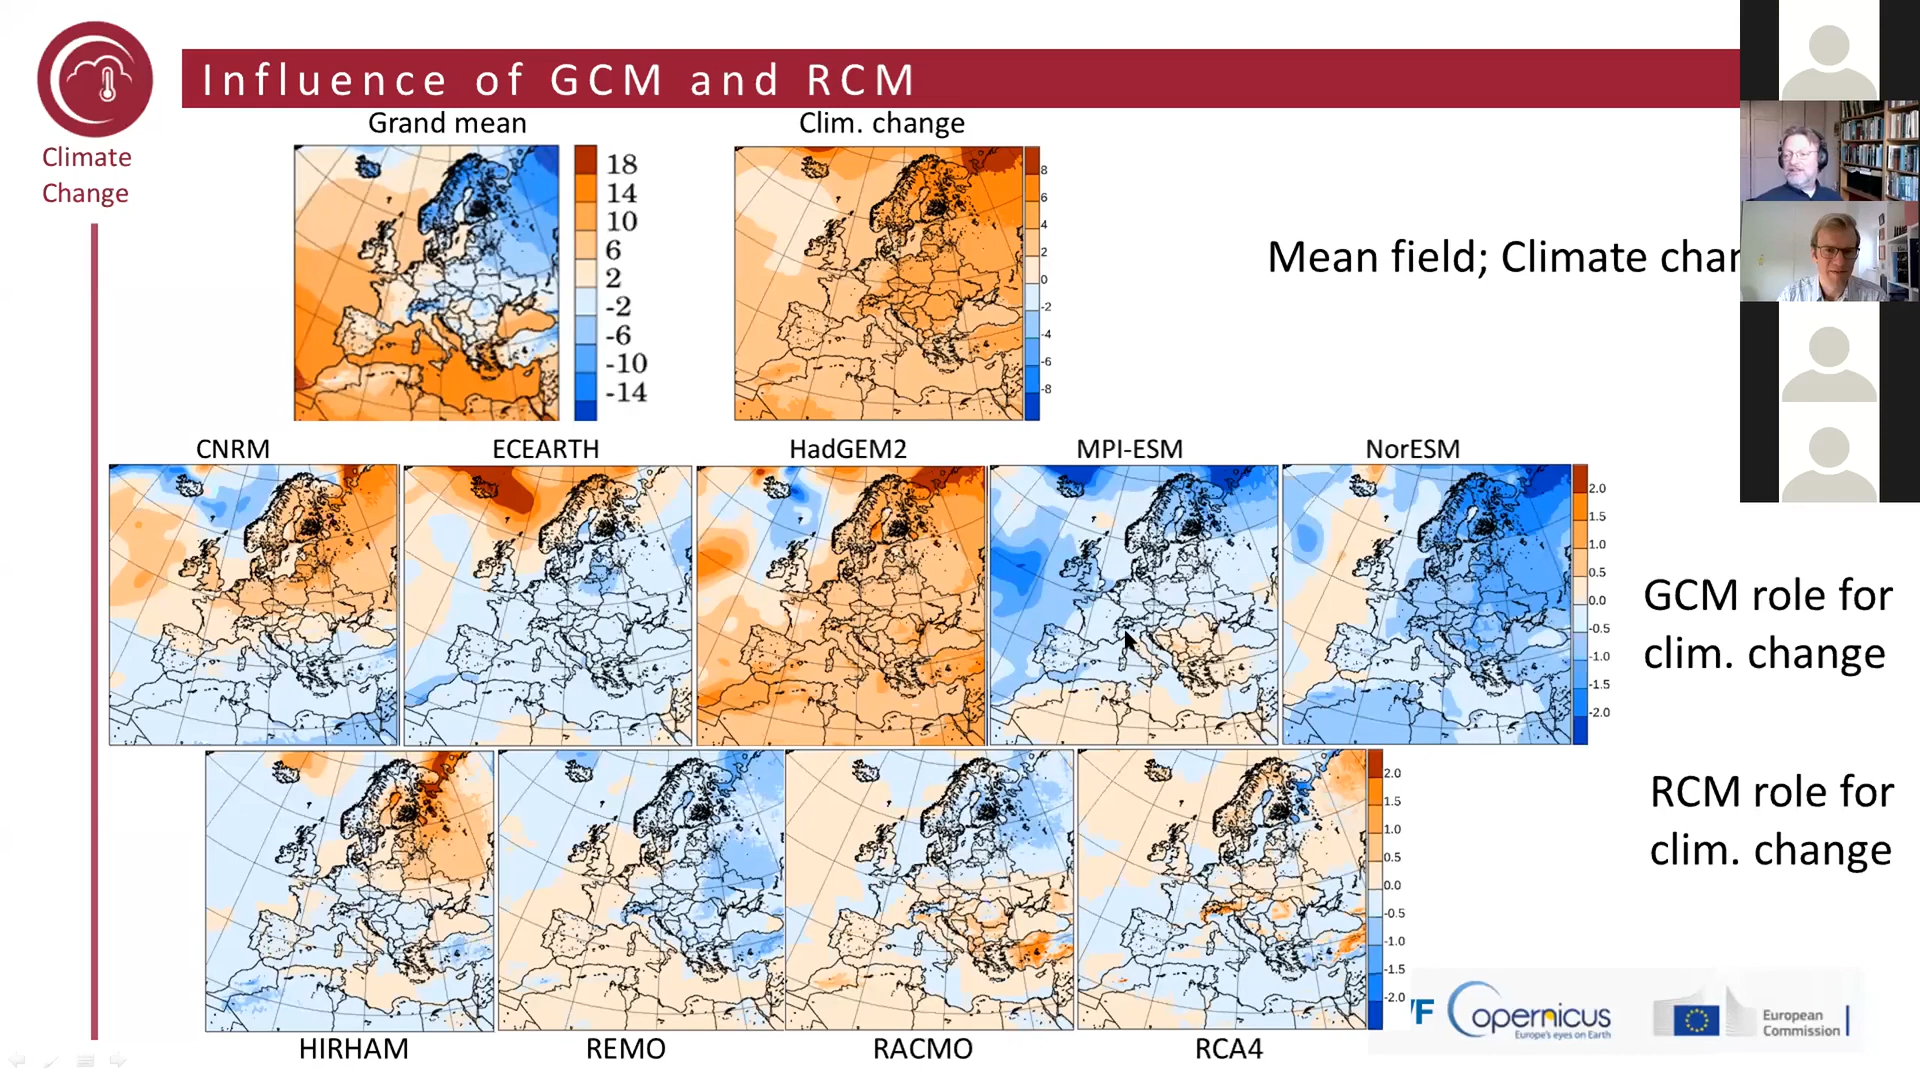 Influence of GCM and RCM
Climate
Change
Grand mean
Clim. change
18
14
10
6
2
-2
-6
-10
-14
8
6
4
2
0
-2
-4
-6
-8
Mean field; Climate char
CNRM
ECEARTH
HadGEM2
MPI-ESM
NorESM
2.0
1.5
1.0
0.5
0.0
-0.5
-1.0
-1.5
-2.0
GCM role for
clim. change
2.0
1.5
1.0
0.5
0.0
-0.5
-1.0
-1.5
-2.0
RCM role for
clim. change
HIRHAM
REMO
RACMO
RCA4
VF
opernicus
Europe's eyes on Earth
European
Commission